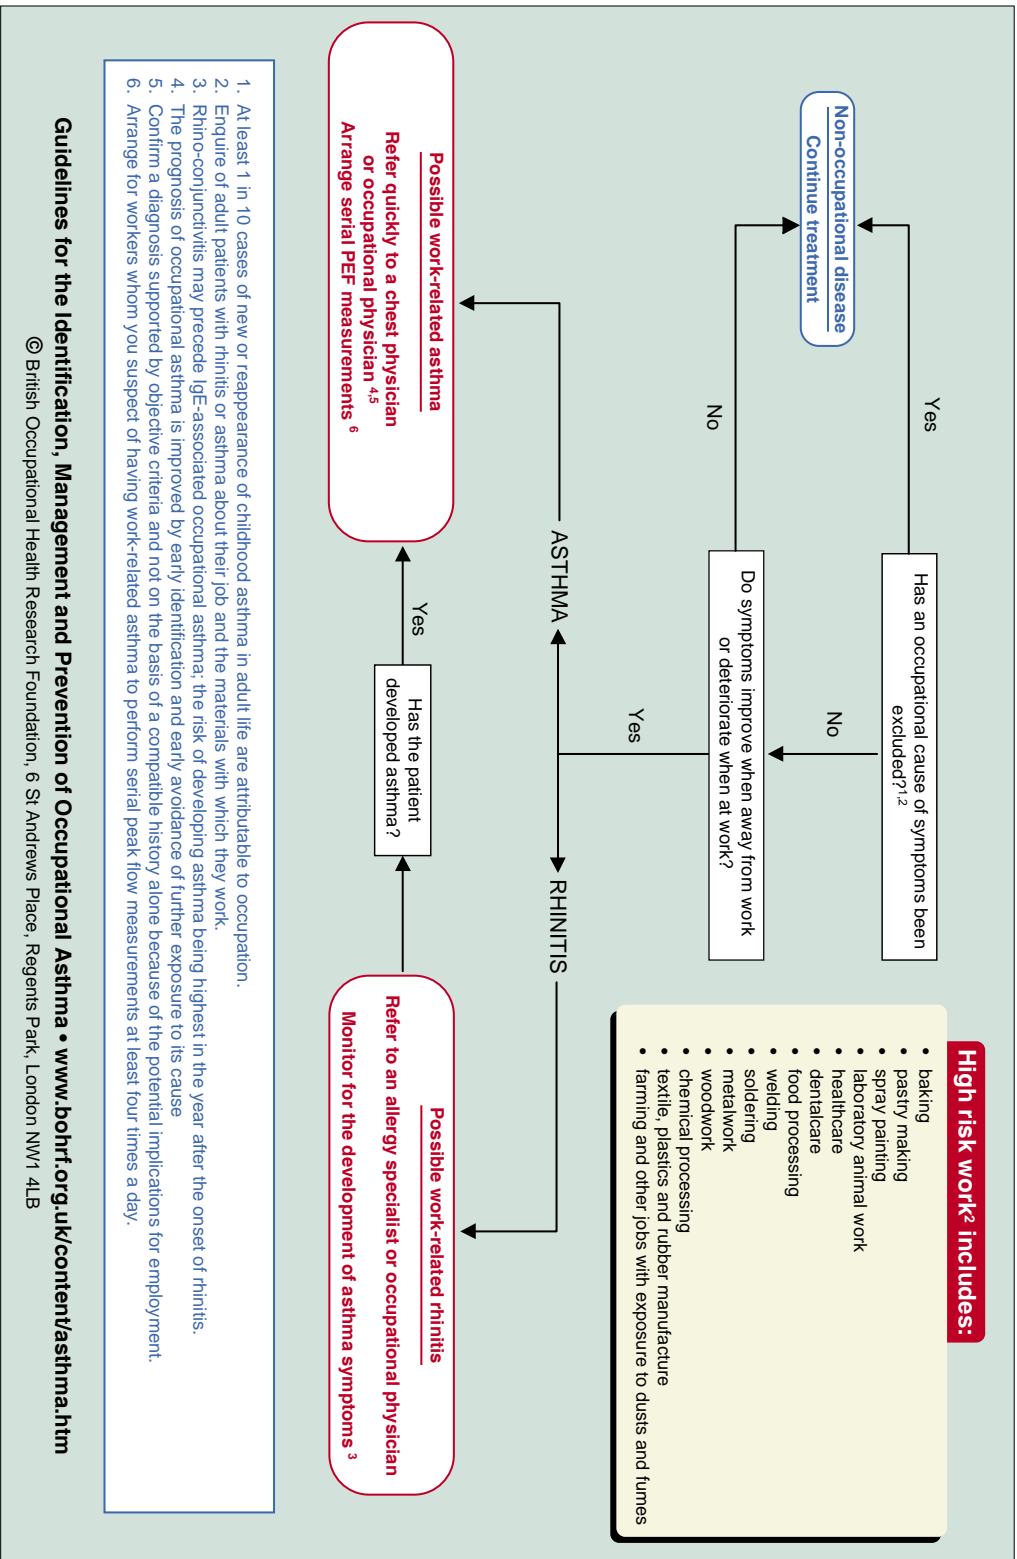 High risk work² includes:
• baking
• pastry making
• spray painting
• laboratory animal work
• healthcare
• dentalcare
• food processing
• welding
• soldering
• metalwork
• woodwork
• chemical processing
• textile, plastics and rubber manufacture
• farming and other jobs with exposure to dusts and fumes
Has an occupational cause of symptoms been
excluded?1,2
Yes
No
Non-occupational disease
Continue treatment
Do symptoms improve when away from work
or deteriorate when at work?
No
Yes
ASTHMA
RHINITIS
Possible work-related asthma
Refer quickly to a chest physician
or occupational physician 4,5
Arrange serial PEF measurements 6
Yes
Has the patient
developed asthma?
Possible work-related rhinitis
Refer to an allergy specialist or occupational physician
Monitor for the development of asthma symptoms 3
1. At least 1 in 10 cases of new or reappearance of childhood asthma in adult life are attributable to occupation.
2. Enquire of adult patients with rhinitis or asthma about their job and the materials with which they work.
3. Rhino-conjunctivitis may precede IgE-associated occupational asthma; the risk of developing asthma being highest in the year after the onset of rhinitis.
4. The prognosis of occupational asthma is improved by early identification and early avoidance of further exposure to its cause
5. Confirm a diagnosis supported by objective criteria and not on the basis of a compatible history alone because of the potential implications for employment.
6. Arrange for workers whom you suspect of having work-related asthma to perform serial peak flow measurements at least four times a day.
Guidelines for the Identification, Management and Prevention of Occupational Asthma • www.bohrf.org.uk/content/asthma.htm
© British Occupational Health Research Foundation, 6 St Andrews Place, Regents Park, London NW1 4LB